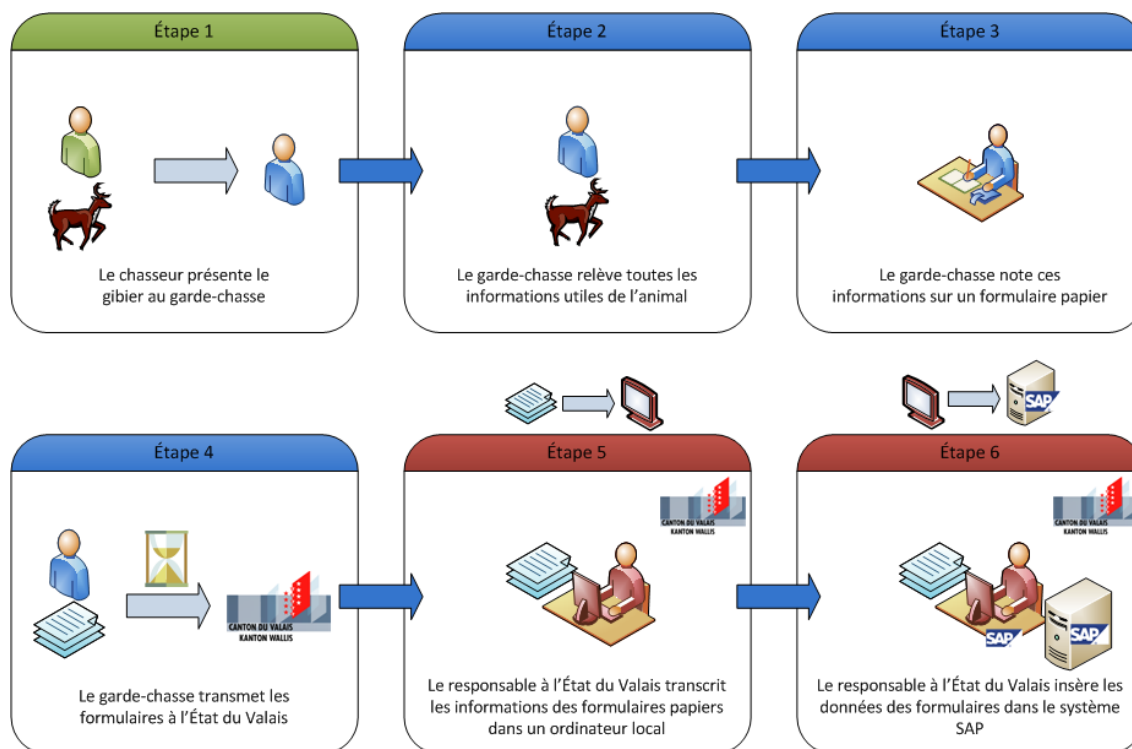 Étape 1
Étape 2
Étape 3
Le chasseur présente le
gibier au garde-chasse
Le garde-chasse relève toutes les
informations utiles de l’animal
Le garde-chasse note ces
informations sur un formulaire papier
SAP
Étape 4
Étape 5
Étape 6
CANTON DU VALAIS
KANTON WALLIS
CANTON DU VALAIS
KANTON WALLIS
CANTON DU VALAIS
KANTON WALLIS
SAP
SAP
Le garde-chasse transmet les
formulaires à l’État du Valais
Le responsable à l’État du Valais transcrit
les informations des formulaires papiers
dans un ordinateur local
Le responsable à l’État du Valais insère les
données des formulaires dans le système
SAP